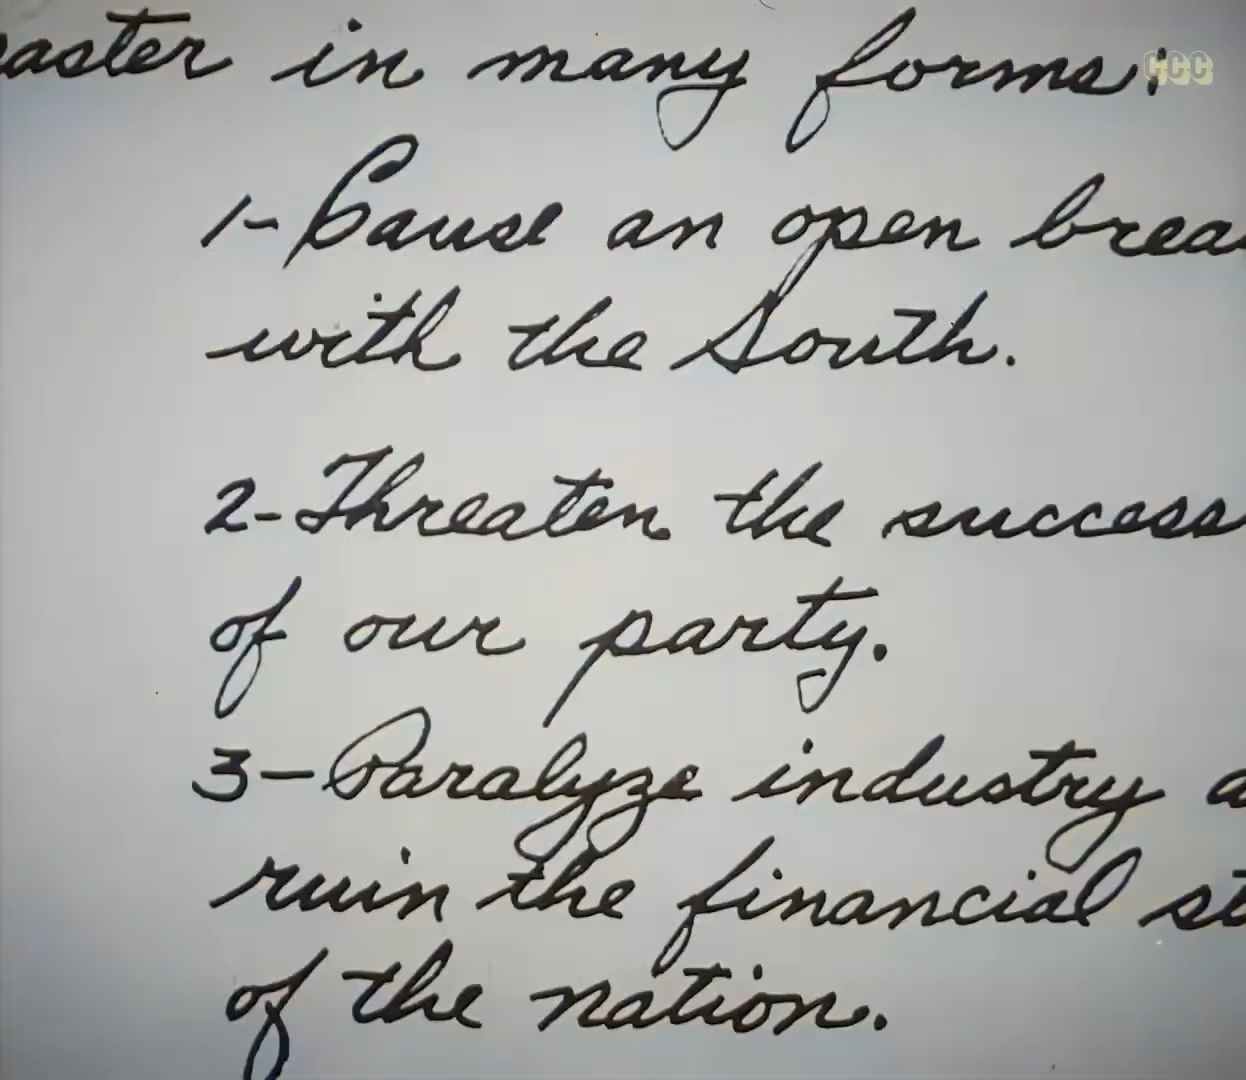 aster in many forms:
CCC
1- Cause an open brea
with the South.
2- Threaten the success
of our party.
3- Paralyze industry a
ruin the financial st
of the nation.